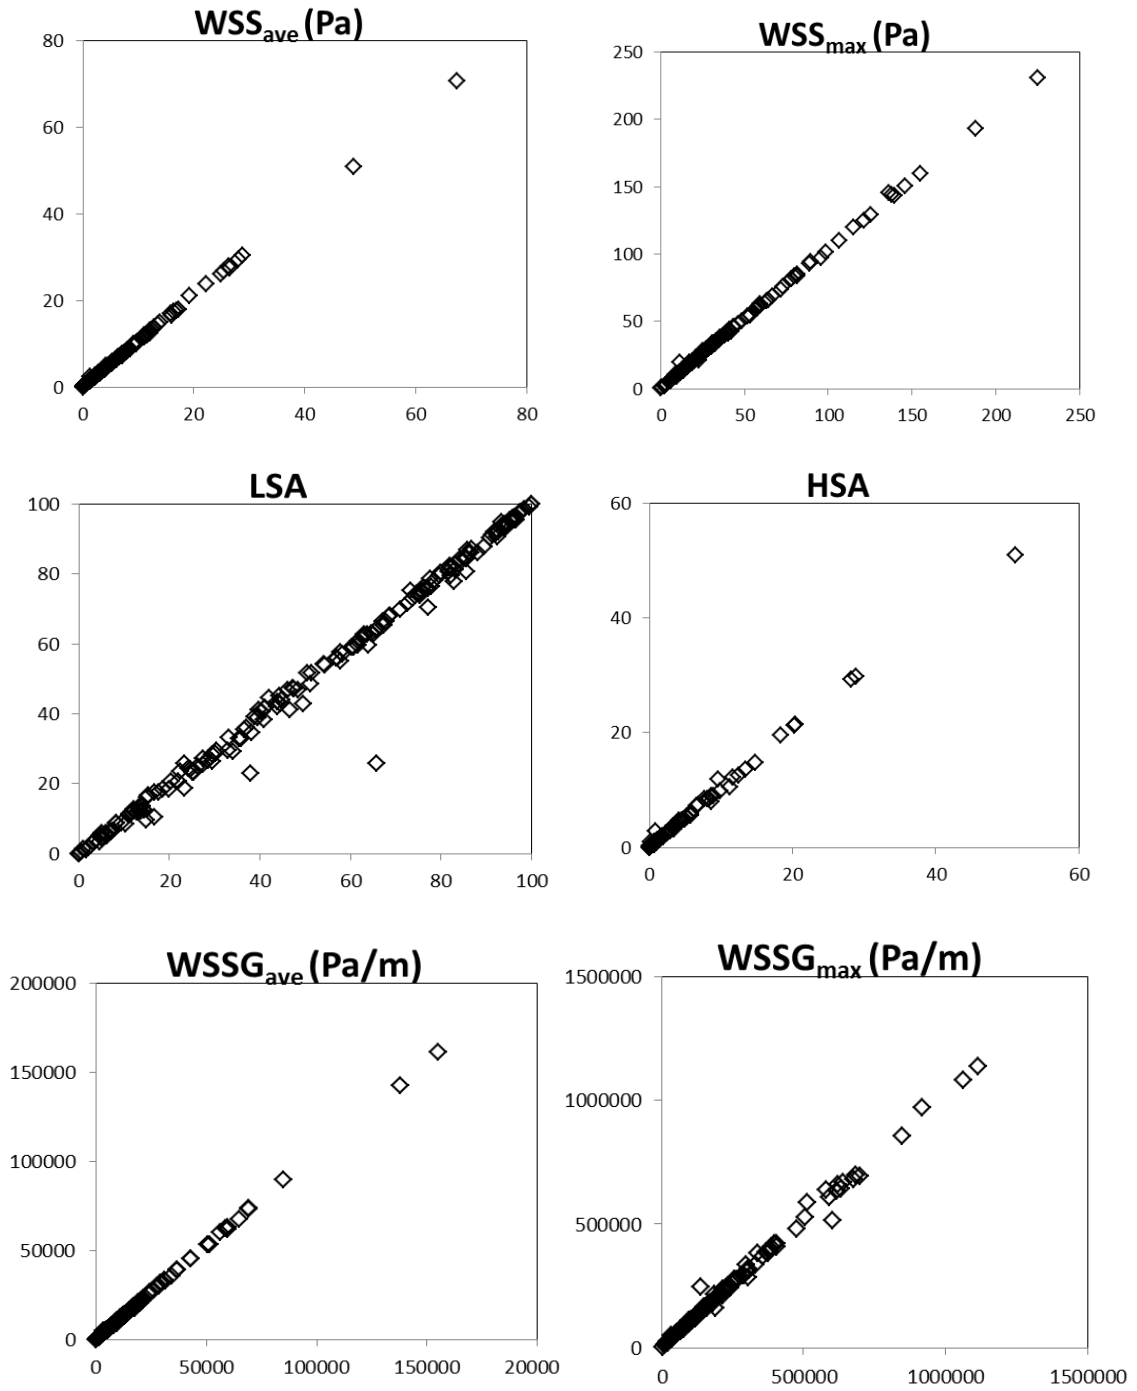 WSSave (Pa)
80
60
40
20
0
0 20 40 60 80
WSSmax (Pa)
250
200
150
100
50
0
0 50 100 150 200 250
LSA
100
80
60
40
20
0
0 20 40 60 80 100
HSA
60
40
20
0
0 20 40 60
WSSGave (Pa/m)
200000
150000
100000
50000
0
0 50000 100000 150000 200000
WSSGmax (Pa/m)
1500000
1000000
500000
0
0 500000 1000000 1500000